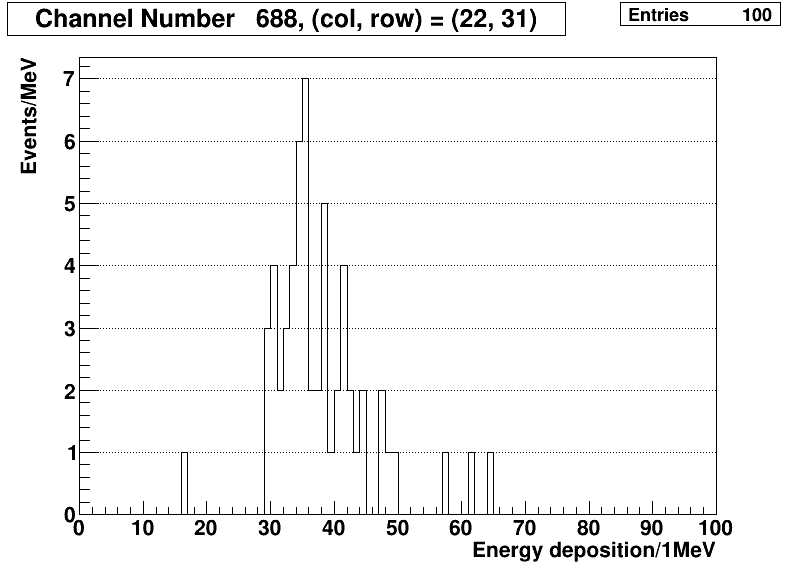 Channel Number 688, (col, row) = (22, 31)
Entries 100
Events/MeV
7
6
5
4
3
2
1
0
0 10 20 30 40 50 60 70 80 90 100
Energy deposition/1MeV